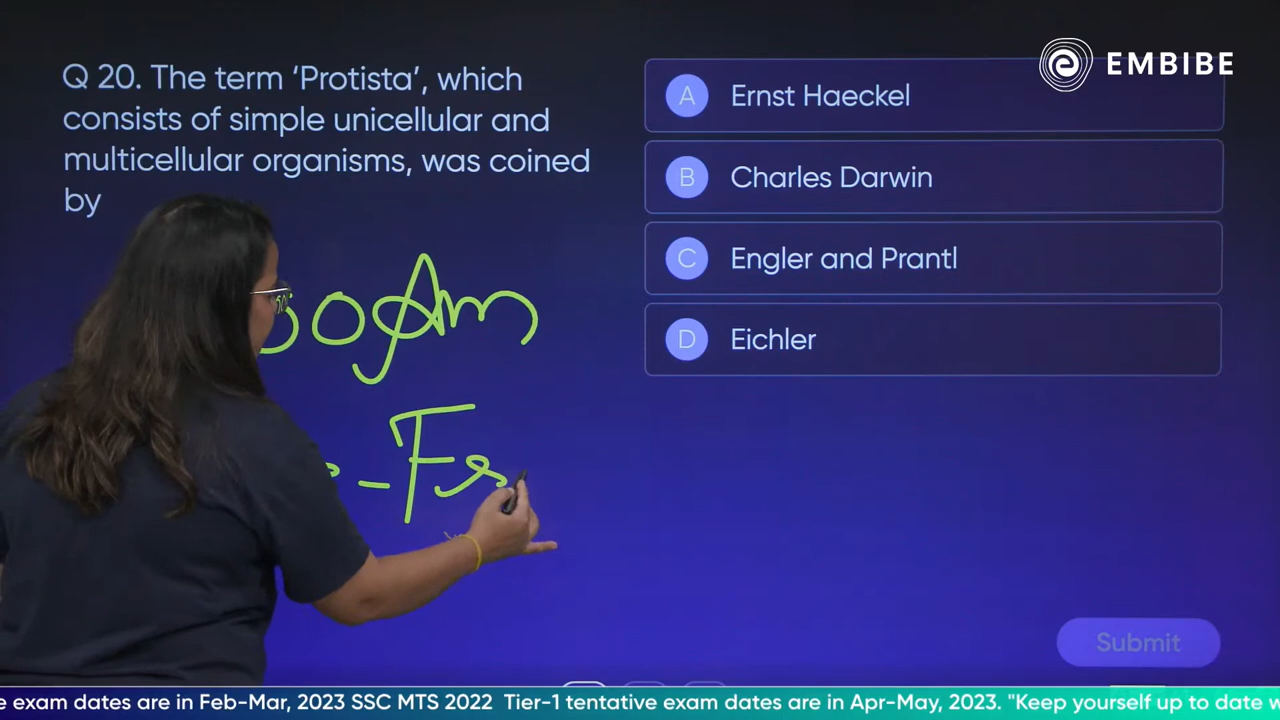 EMBIBE
Q 20. The term ‘Protista’, which
consists of simple unicellular and
multicellular organisms, was coined
by
A Ernst Haeckel
B Charles Darwin
C Engler and Prantl
D Eichler
Submit
e exam dates are in Feb-Mar, 2023 SSC MTS 2022 Tier-1 tentative exam dates are in Apr-May, 2023. "Keep yourself up to date w